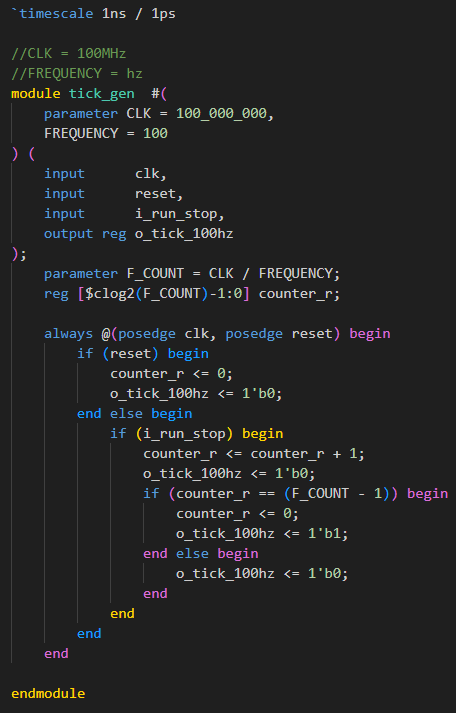 `timescale 1ns / 1ps

//CLK = 100MHz
//FREQUENCY = hz
module tick_gen  #(
    parameter CLK = 100_000_000,
    FREQUENCY = 100
) (
    input      clk,
    input      reset,
    input      i_run_stop,
    output reg o_tick_100hz
);
    parameter F_COUNT = CLK / FREQUENCY;
    reg [$clog2(F_COUNT)-1:0] counter_r;

    always @(posedge clk, posedge reset) begin
        if (reset) begin
            counter_r <= 0;
            o_tick_100hz <= 1'b0;
        end else begin
            if (i_run_stop) begin
                counter_r <= counter_r + 1;
                o_tick_100hz <= 1'b0;
                if (counter_r == (F_COUNT - 1)) begin
                    counter_r <= 0;
                    o_tick_100hz <= 1'b1;
                end else begin
                    o_tick_100hz <= 1'b0;
                end
            end
        end
    end

endmodule